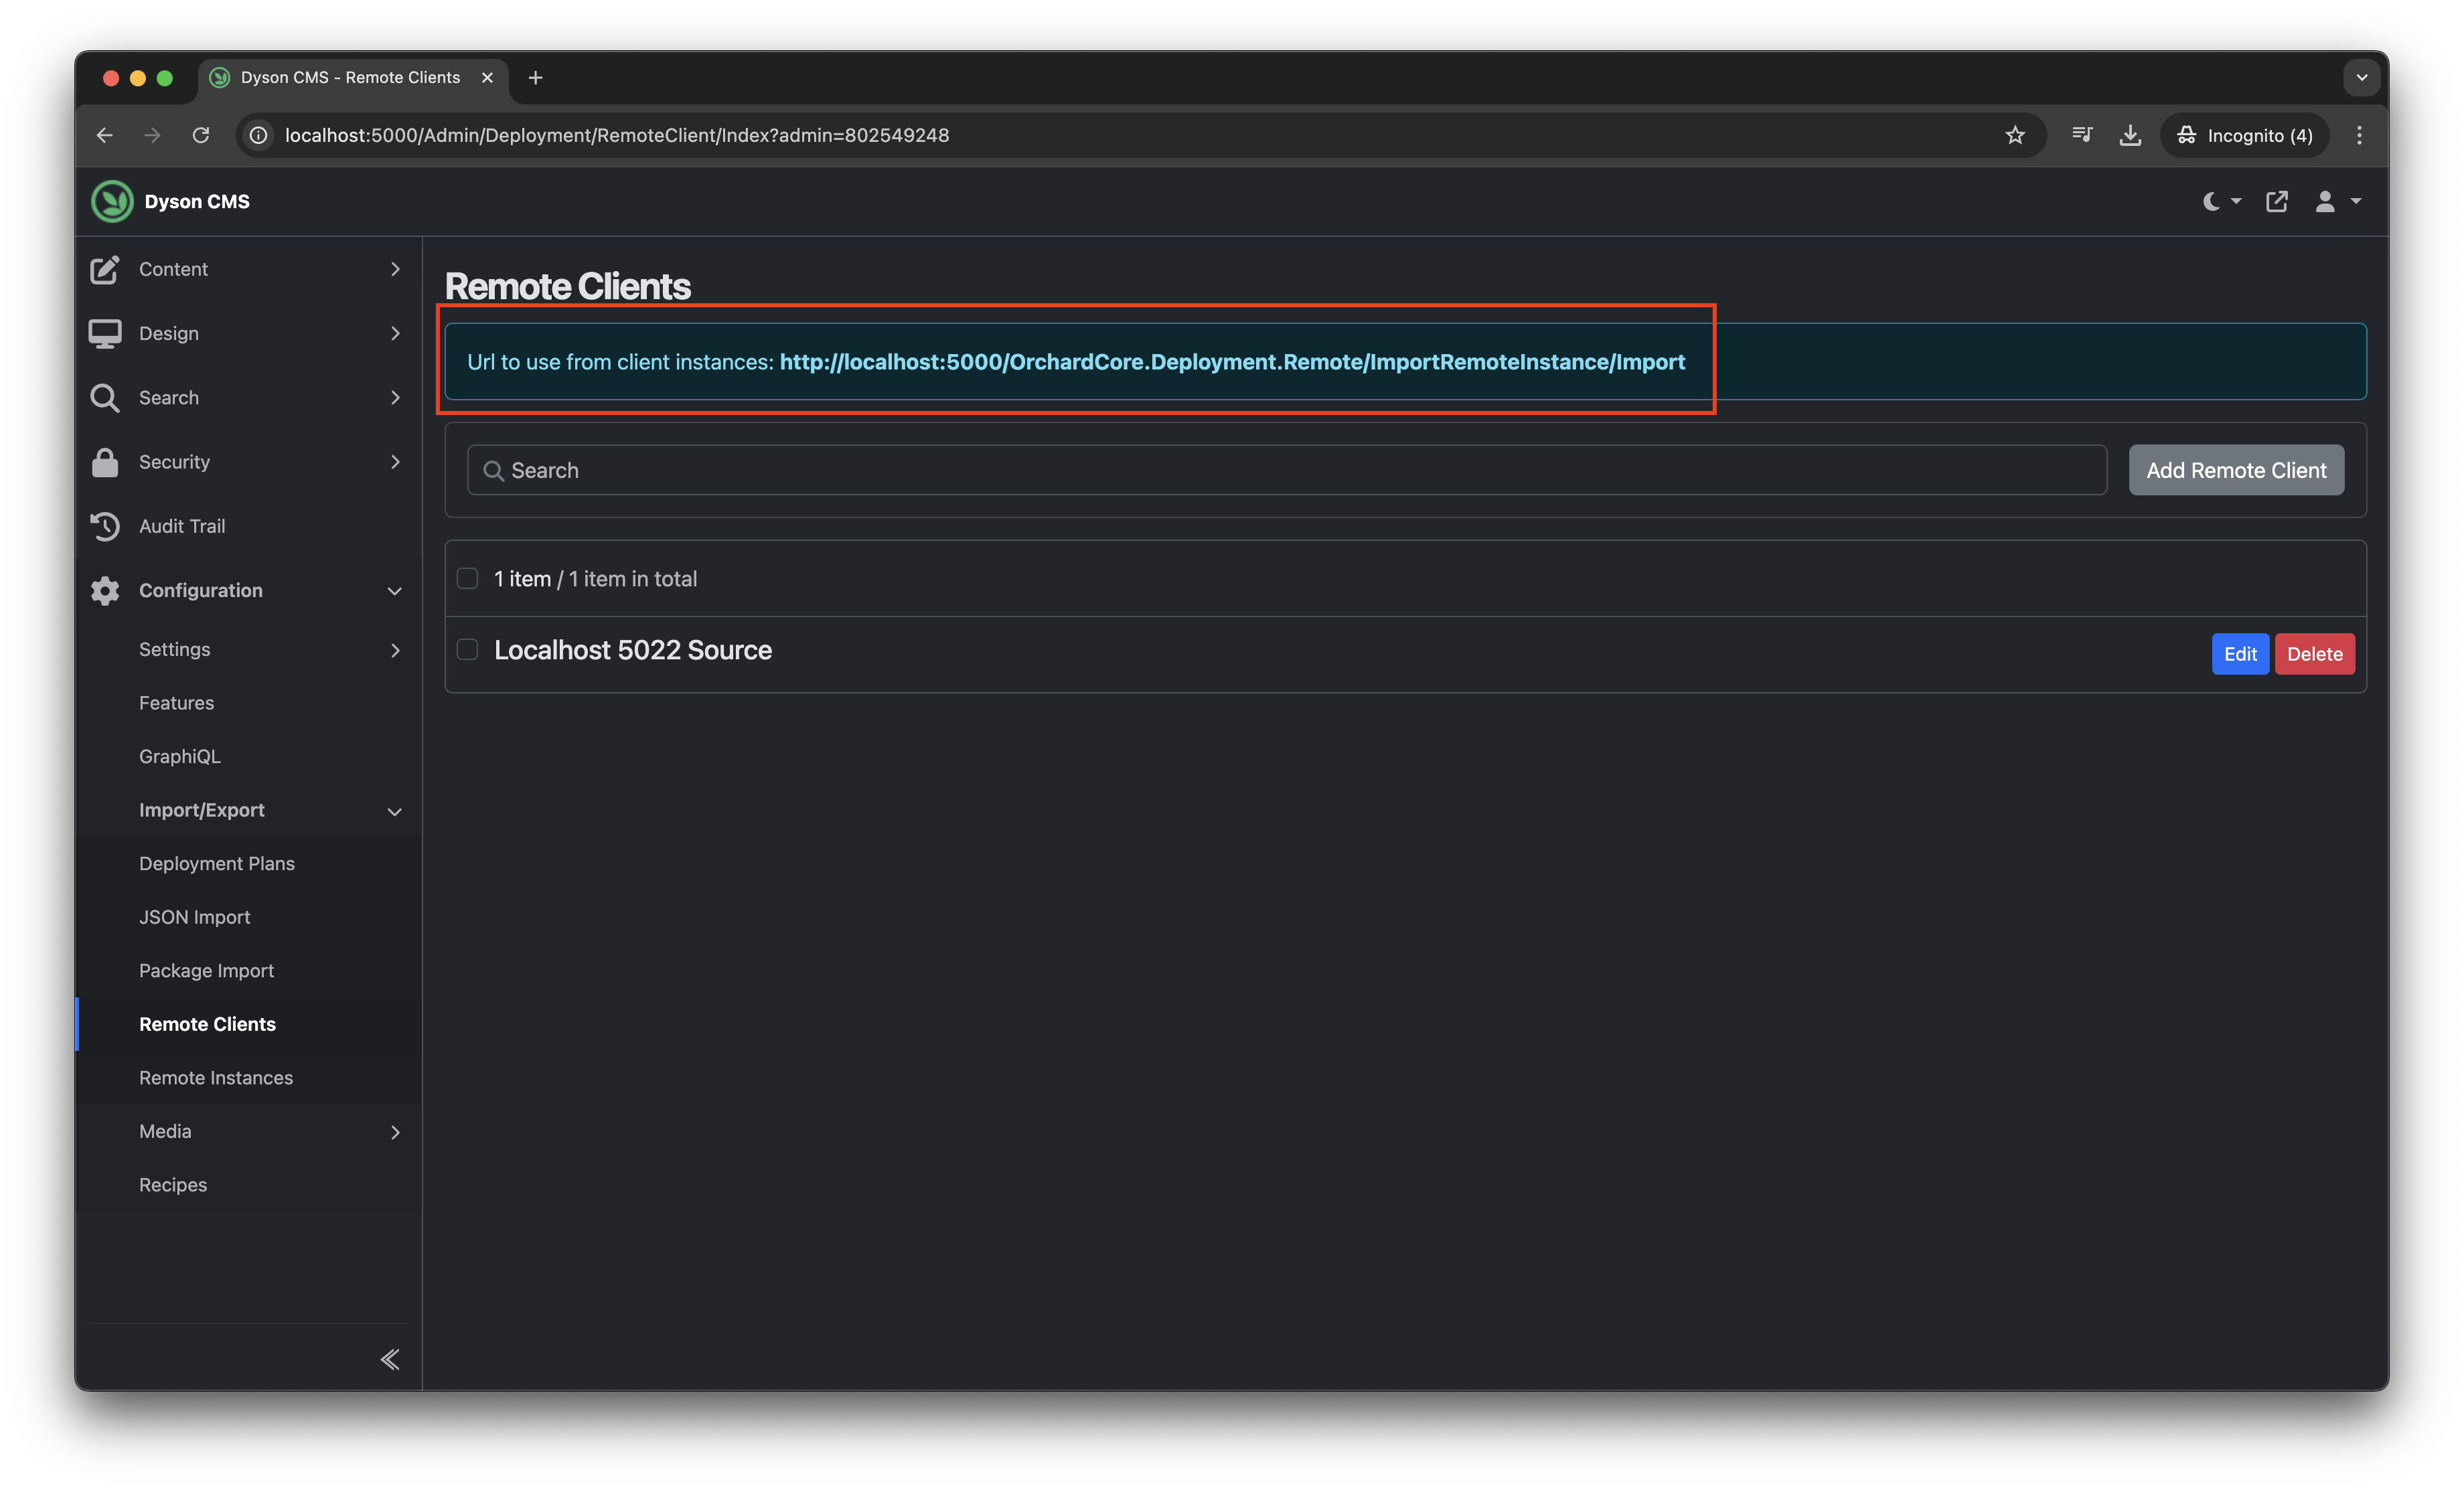 Dyson CMS - Remote Clients
localhost:5000/Admin/Deployment/RemoteClient/Index?admin=802549248
Incognito (4)
Dyson CMS
Content
Design
Search
Security
Audit Trail
Configuration
Settings
Features
GraphiQL
Import/Export
Deployment Plans
JSON Import
Package Import
Remote Clients
Remote Instances
Media
Recipes
Remote Clients
Url to use from client instances: http://localhost:5000/OrchardCore.Deployment.Remote/ImportRemoteInstance/Import
Search
Add Remote Client
1 item / 1 item in total
Localhost 5022 Source
Edit
Delete